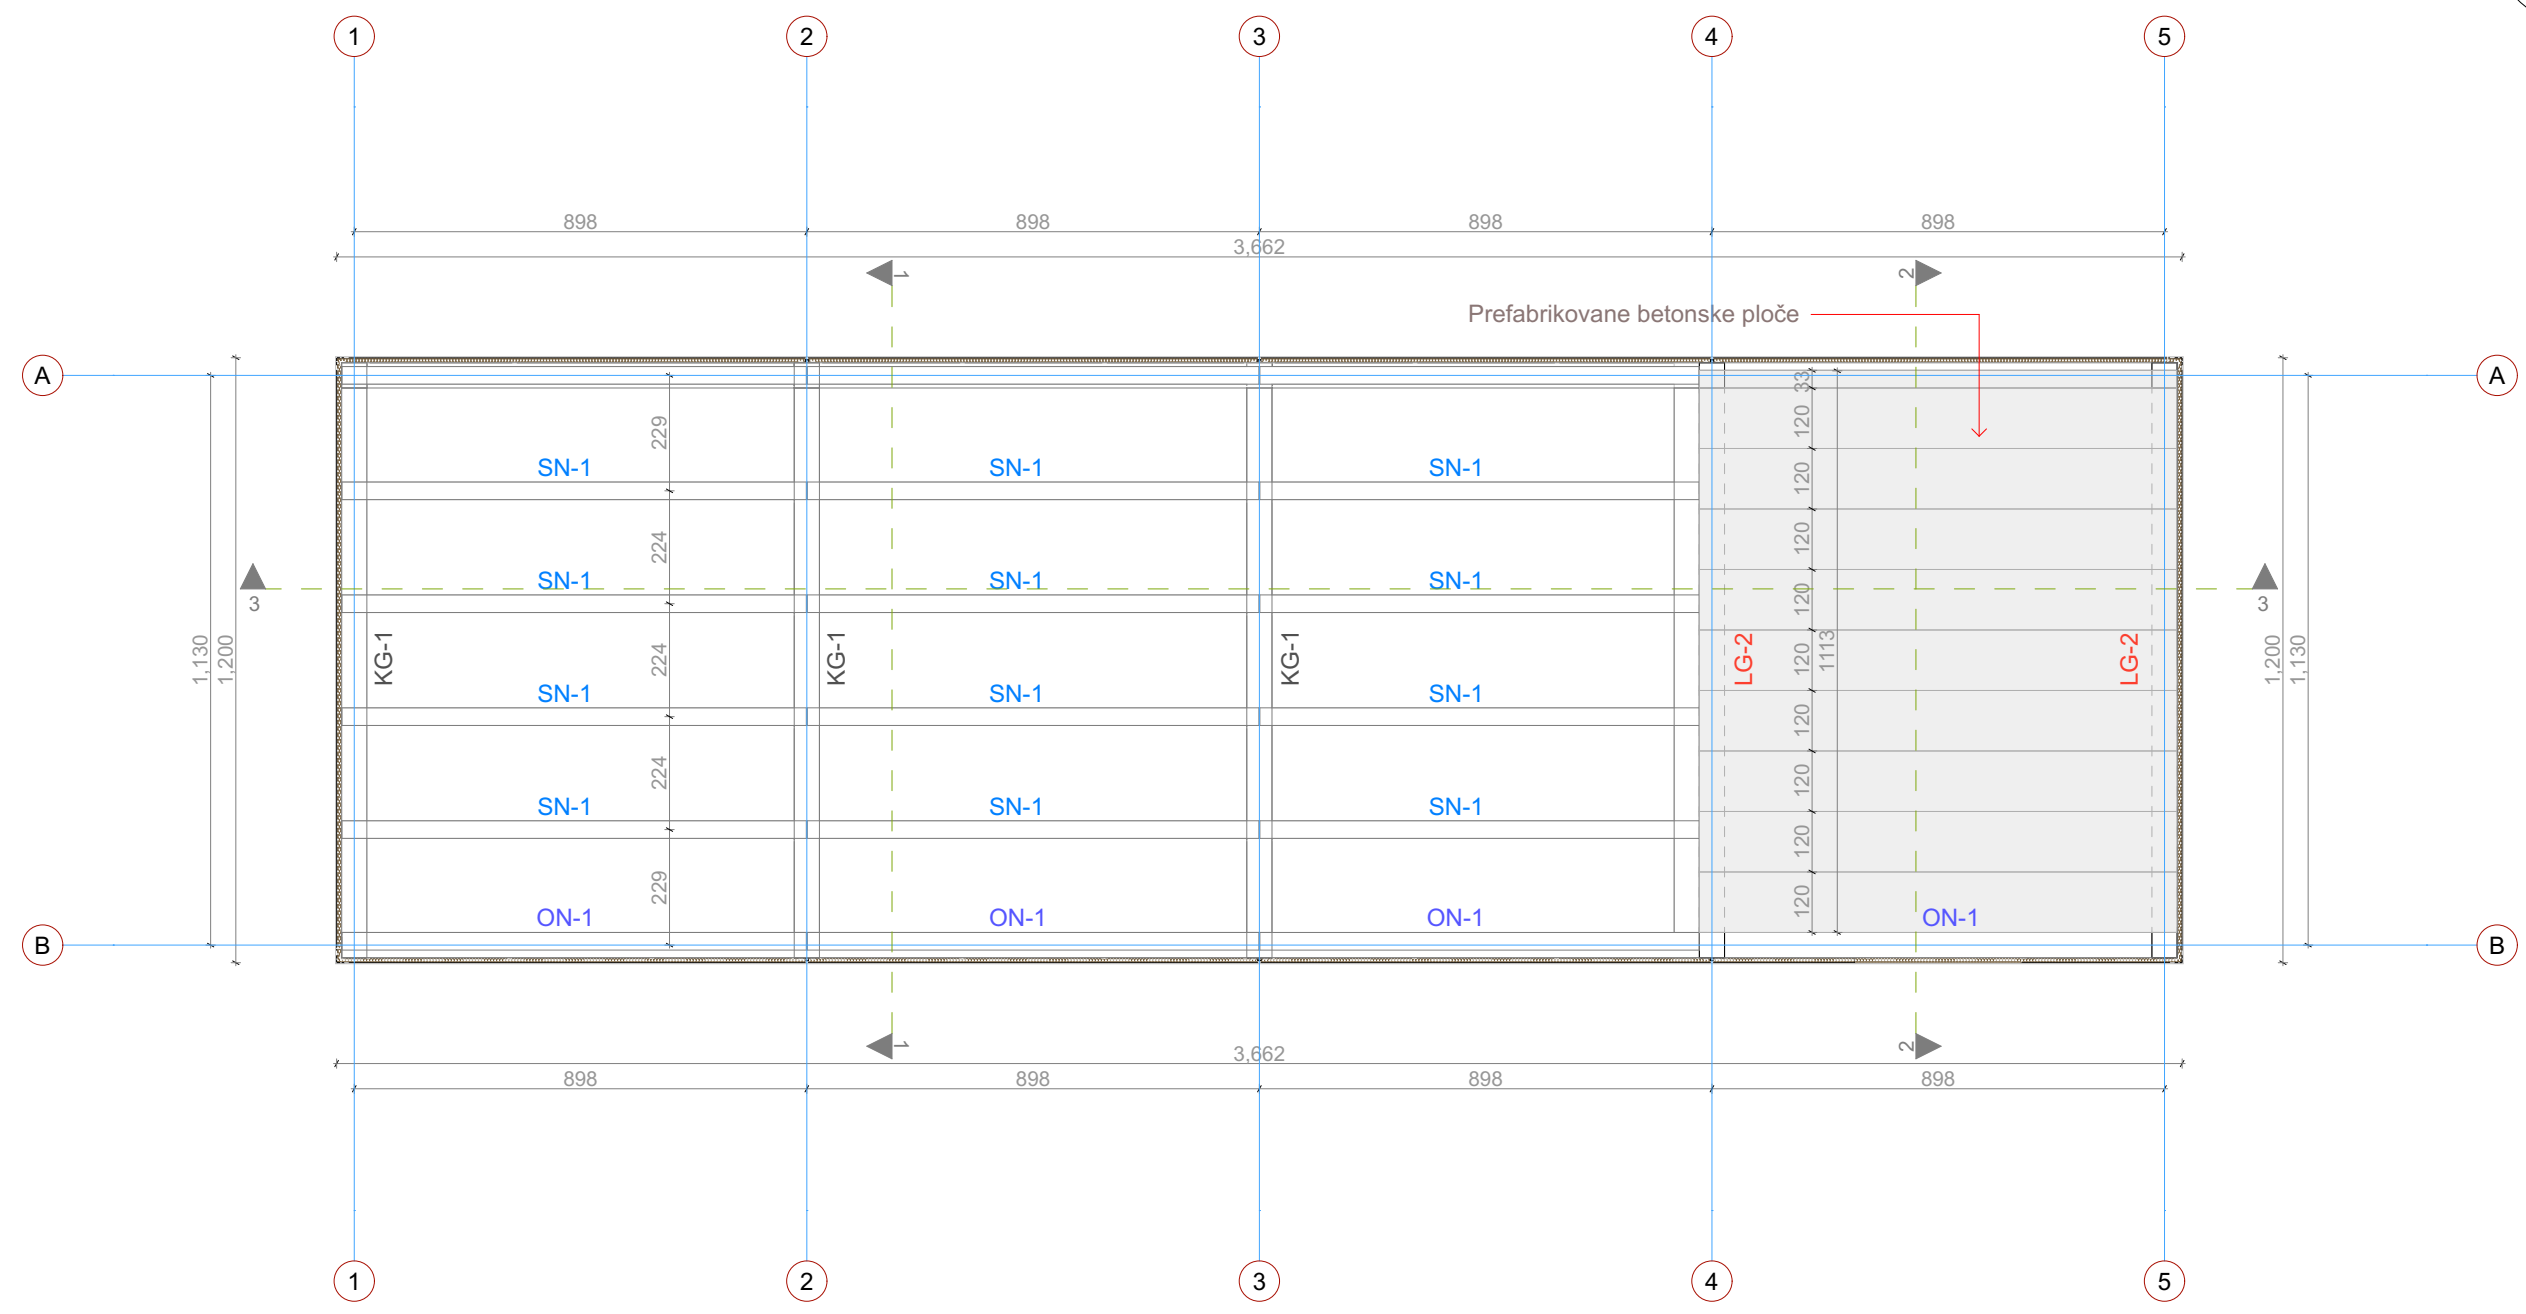 1 2 3 4 5
898 898 898 898
3,662
1 2
Prefabrikovane betonske ploče
A A
33
229 120
SN-1 SN-1 SN-1
120
224 120
SN-1 SN-1 SN-1 120
3 3
1,130 1,200 KG-1 224 KG-1 KG-1 LG-2 120 1113 LG-2 1,200 1,130
SN-1 SN-1 SN-1
120
224 120
SN-1 SN-1 SN-1
120
229 120
ON-1 ON-1 ON-1 ON-1
B B
1 2
3,662
898 898 898 898
1 2 3 4 5